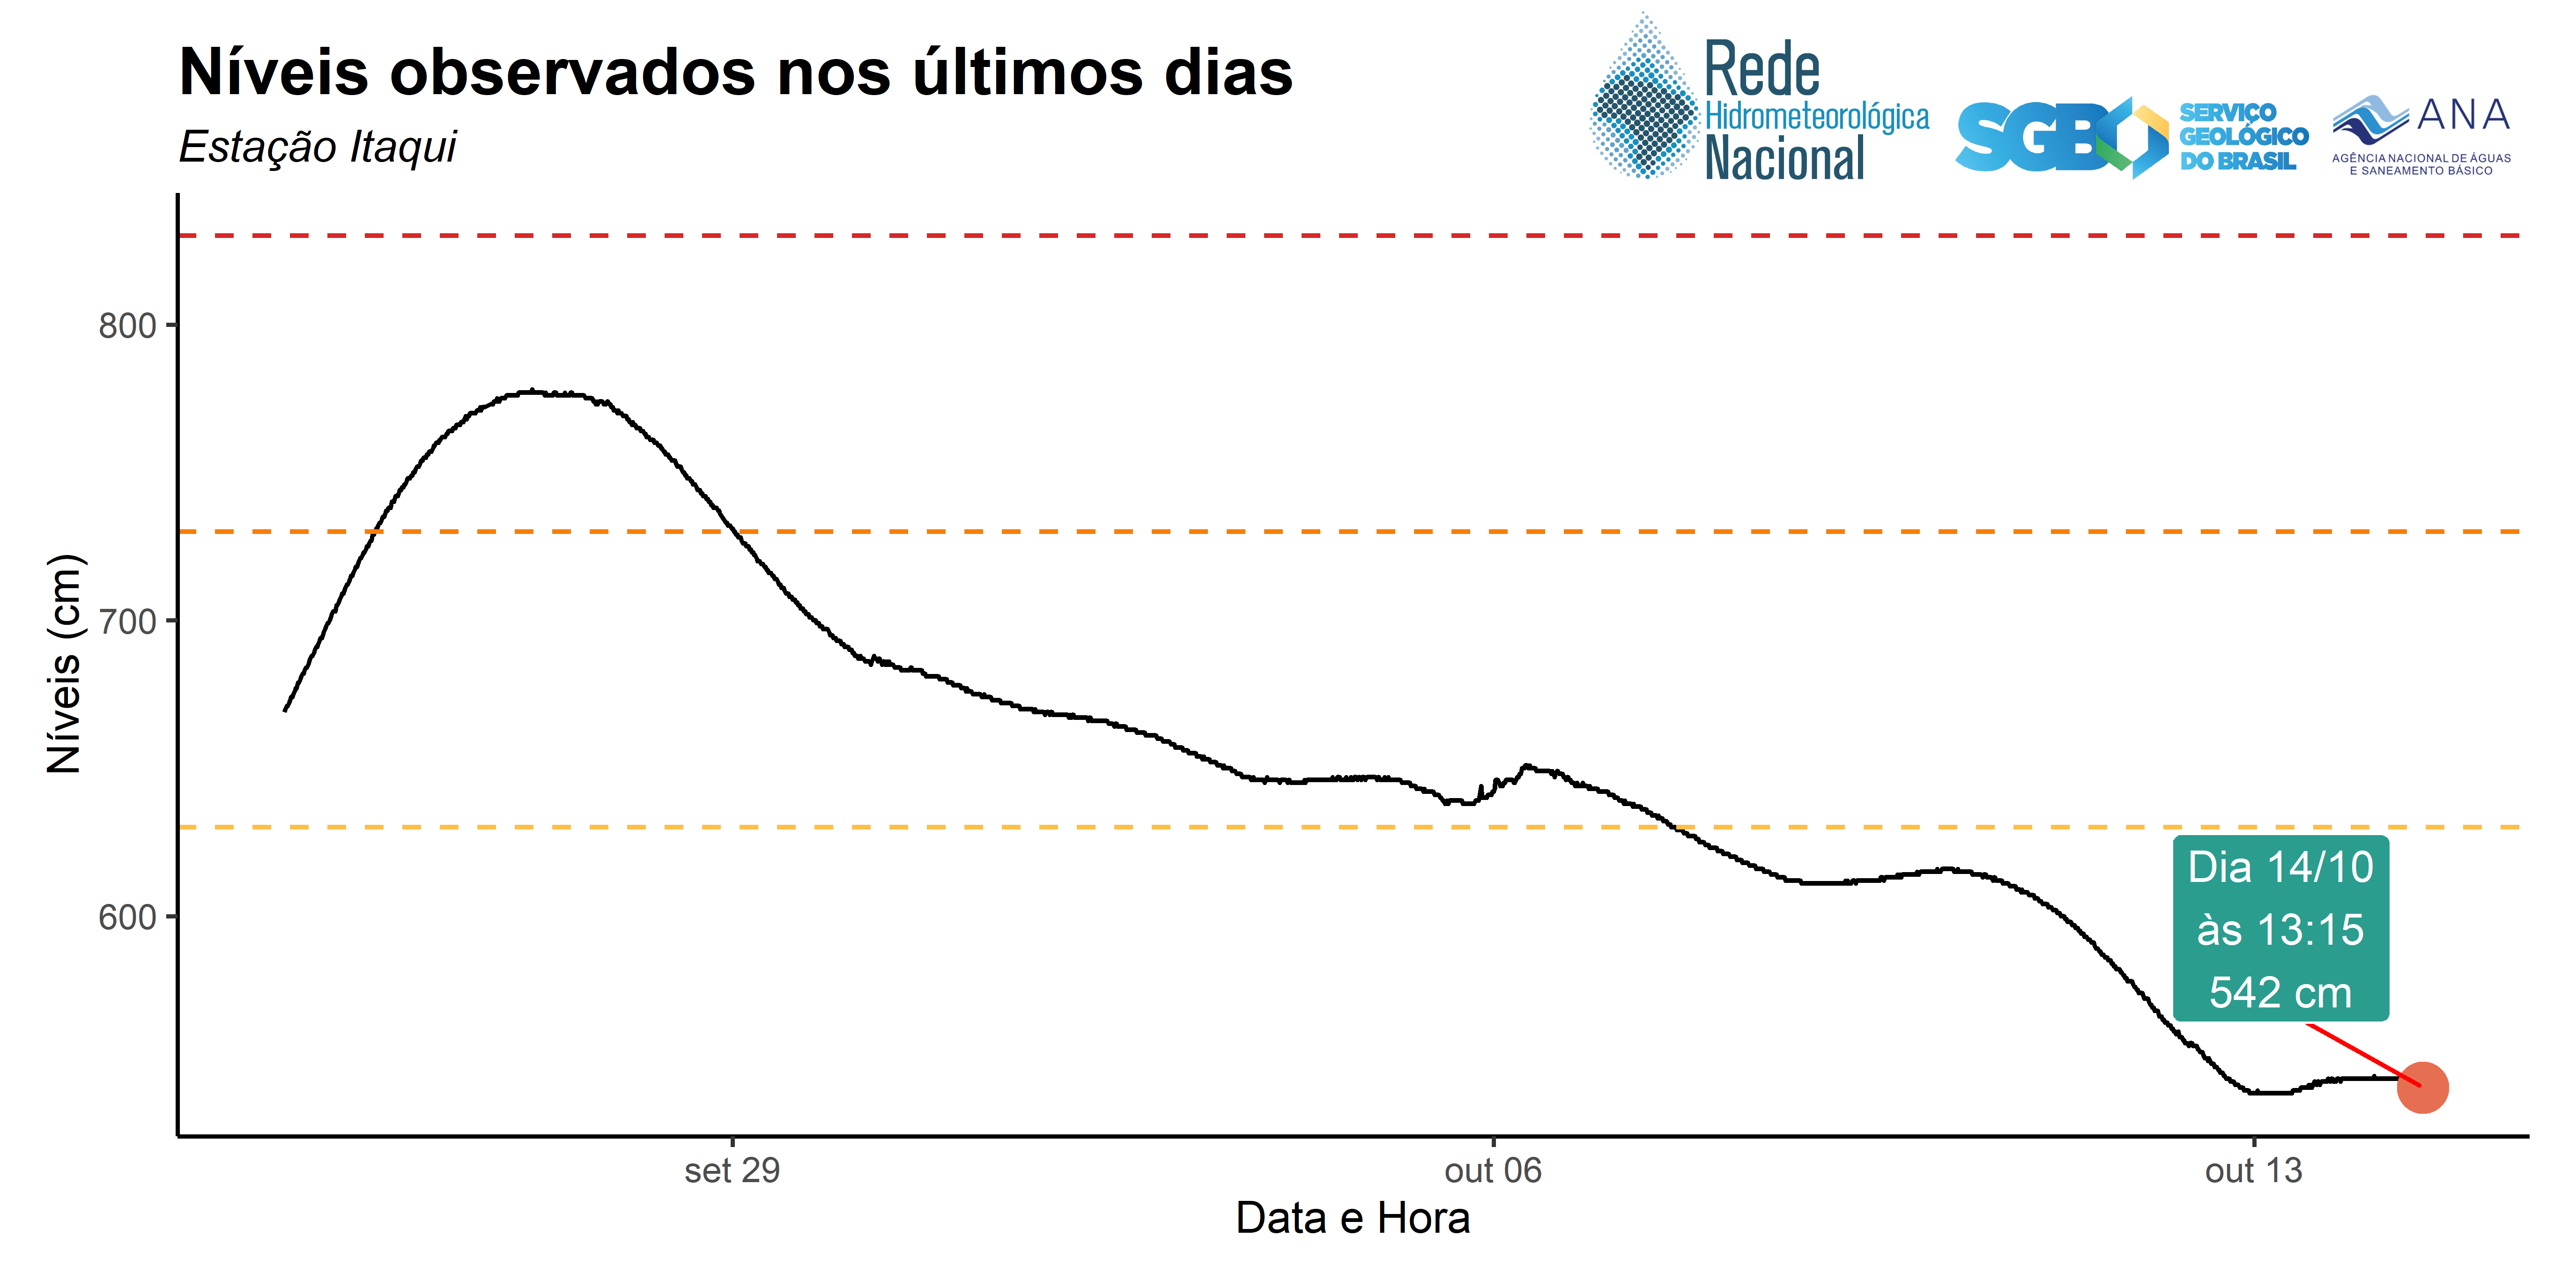 Níveis observados nos últimos dias
Estação Itaqui
Rede
Hidrometeorológica
Nacional
SGB
SERVIÇO
GEOLÓGICO
DO BRASIL
ANA
AGÊNCIA NACIONAL DE ÁGUAS
E SANEAMENTO BÁSICO
Níveis (cm)
800
700
600
Dia 14/10
às 13:15
542 cm
set 29
out 06
out 13
Data e Hora